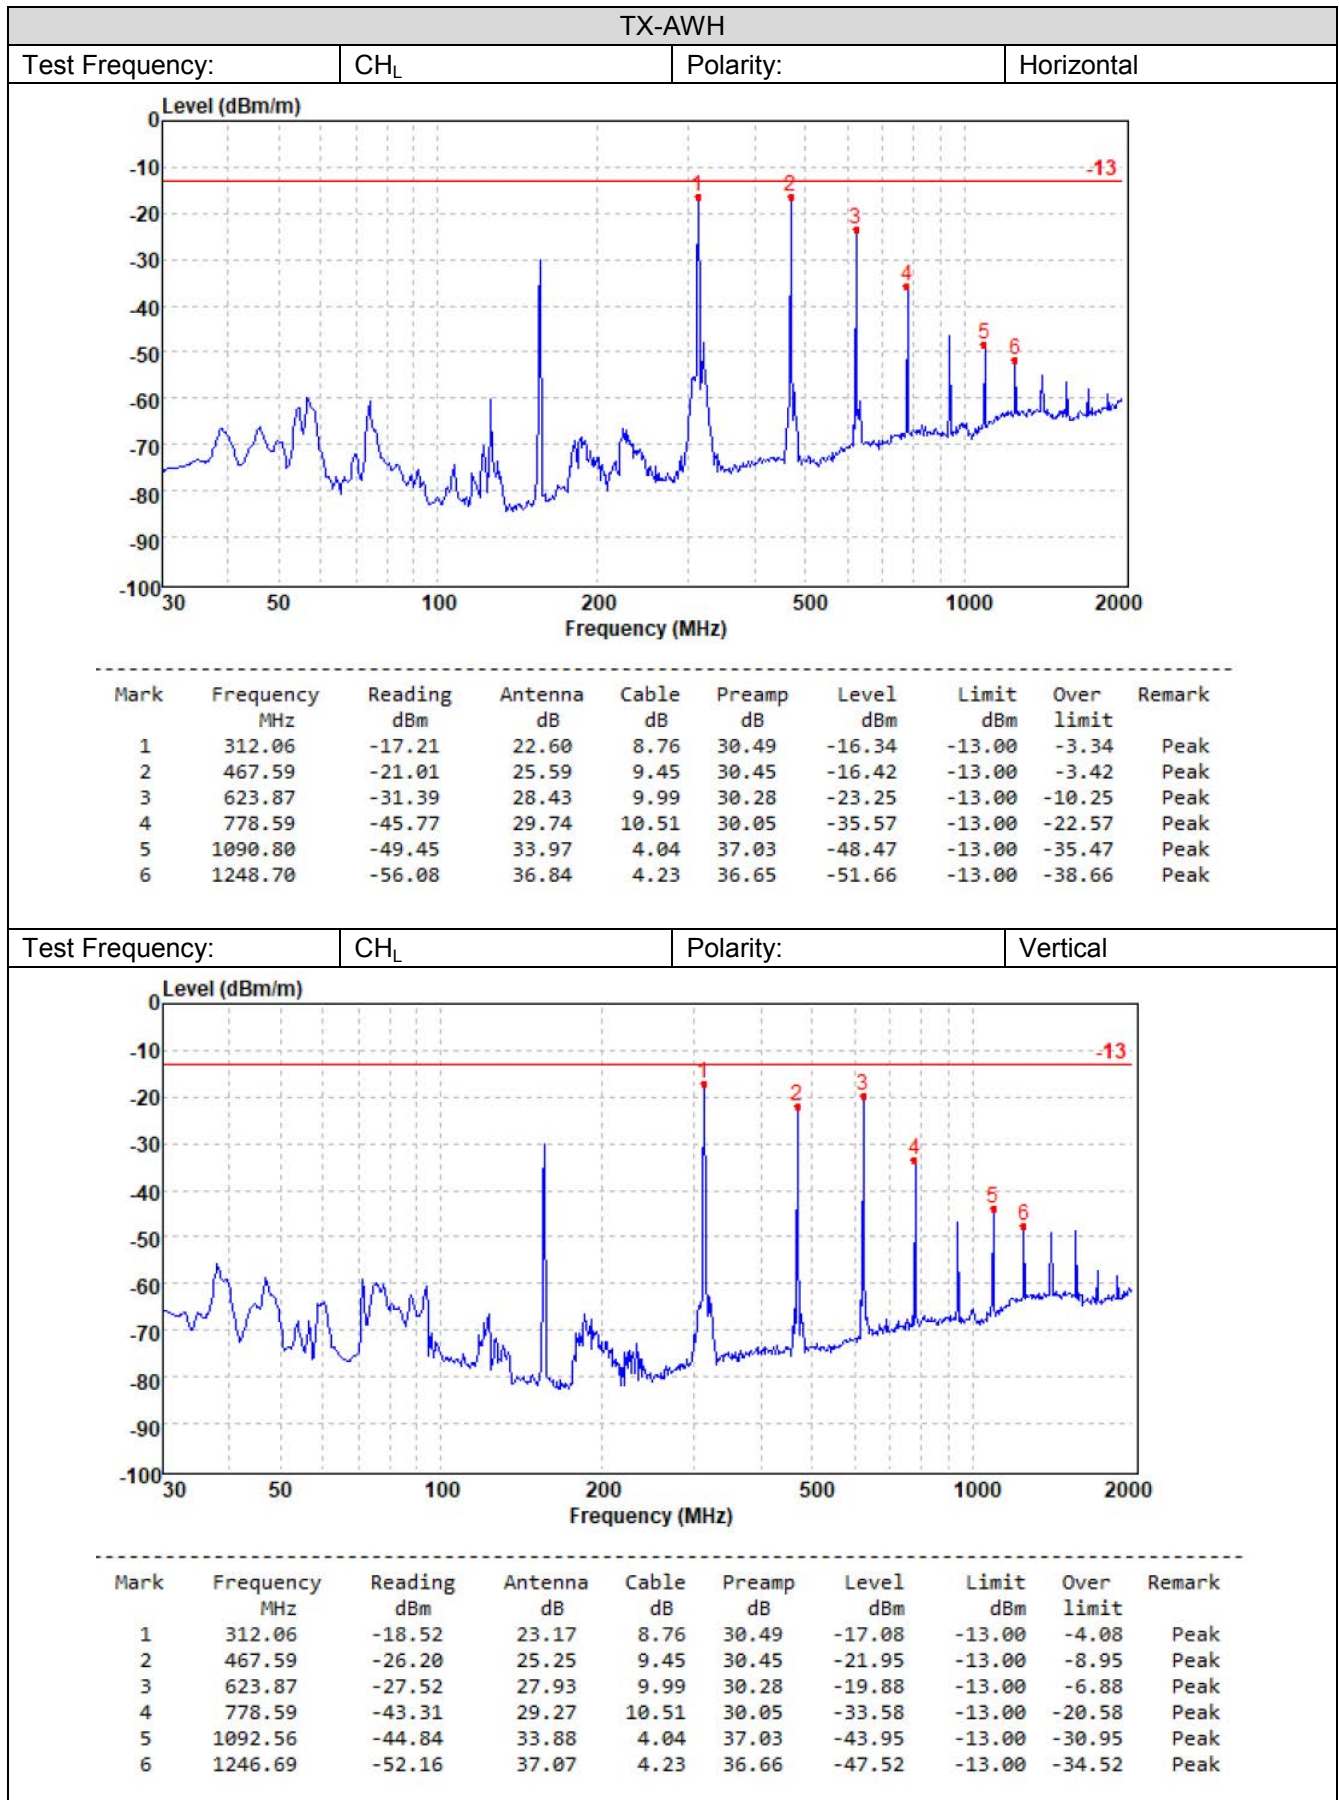 TX-AWH
Test Frequency: CHL Polarity: Horizontal
Level (dBm/m)
0
-10
-13
1
2
-20
3
-30
4
-40
5
-50
6
-60
-70
-80
-90
-100
30 50 100 200 500 1000 2000
Frequency (MHz)
Mark Frequency Reading Antenna Cable Preamp Level Limit Over Remark
MHz dBm dB dB dB dBm dBm limit
1 312.06 -17.21 22.60 8.76 30.49 -16.34 -13.00 -3.34 Peak
2 467.59 -21.01 25.59 9.45 30.45 -16.42 -13.00 -3.42 Peak
3 623.87 -31.39 28.43 9.99 30.28 -23.25 -13.00 -10.25 Peak
4 778.59 -45.77 29.74 10.51 30.05 -35.57 -13.00 -22.57 Peak
5 1090.80 -49.45 33.97 4.04 37.03 -48.47 -13.00 -35.47 Peak
6 1248.70 -56.08 36.84 4.23 36.65 -51.66 -13.00 -38.66 Peak
Test Frequency: CHL Polarity: Vertical
Level (dBm/m)
0
-10
-13
1
2
3
-20
-30
4
-40
5
6
-50
-60
-70
-80
-90
-100
30 50 100 200 500 1000 2000
Frequency (MHz)
Mark Frequency Reading Antenna Cable Preamp Level Limit Over Remark
MHz dBm dB dB dB dBm dBm limit
1 312.06 -18.52 23.17 8.76 30.49 -17.08 -13.00 -4.08 Peak
2 467.59 -26.20 25.25 9.45 30.45 -21.95 -13.00 -8.95 Peak
3 623.87 -27.52 27.93 9.99 30.28 -19.88 -13.00 -6.88 Peak
4 778.59 -43.31 29.27 10.51 30.05 -33.58 -13.00 -20.58 Peak
5 1092.56 -44.84 33.88 4.04 37.03 -43.95 -13.00 -30.95 Peak
6 1246.69 -52.16 37.07 4.23 36.66 -47.52 -13.00 -34.52 Peak